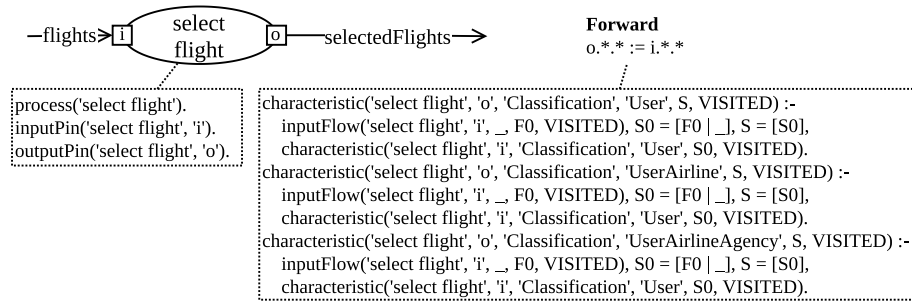 flights
i
select
flight
o
selectedFlights
Forward
o.*.* := i.*.*
process('select flight').
inputPin('select flight', 'i').
outputPin('select flight', 'o').
characteristic('select flight', 'o', 'Classification', 'User', S, VISITED) :-
inputFlow('select flight', 'i', _, F0, VISITED), S0 = [F0 | _], S = [S0],
characteristic('select flight', 'i', 'Classification', 'User', S0, VISITED).
characteristic('select flight', 'o', 'Classification', 'UserAirline', S, VISITED) :-
inputFlow('select flight', 'i', _, F0, VISITED), S0 = [F0 | _], S = [S0],
characteristic('select flight', 'i', 'Classification', 'User', S0, VISITED).
characteristic('select flight', 'o', 'Classification', 'UserAirlineAgency', S, VISITED) :-
inputFlow('select flight', 'i', _, F0, VISITED), S0 = [F0 | _], S = [S0],
characteristic('select flight', 'i', 'Classification', 'User', S0, VISITED).